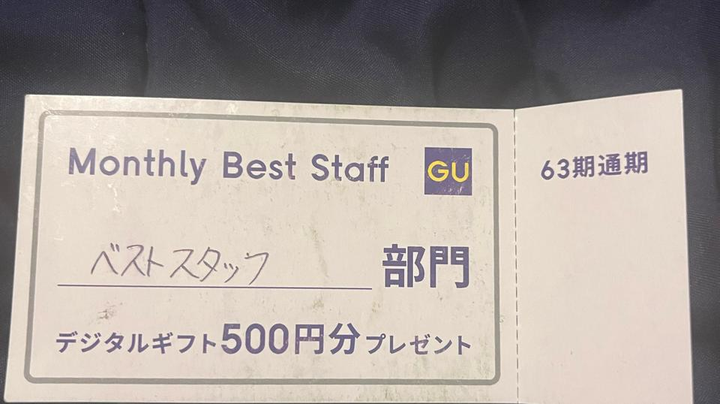 Monthly Best Staff
GU
63期通期
ベストスタッフ 部門
デジタルギフト500円分プレゼント